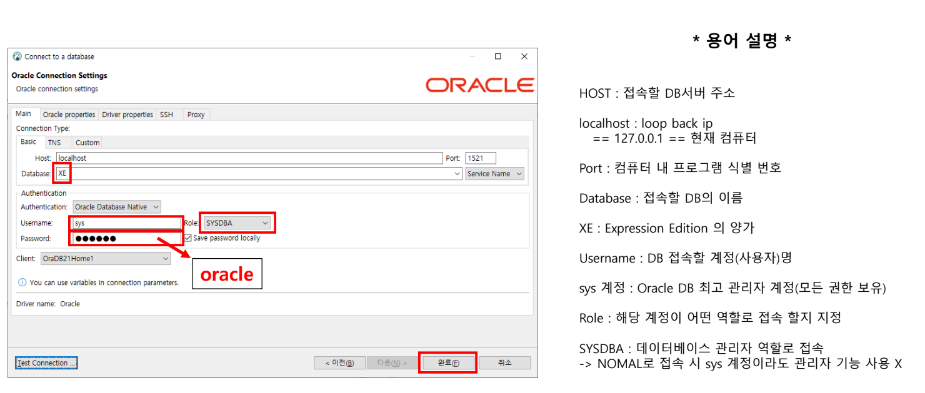 * 용어 설명 *
Connect to a database
Oracle Connection Settings
Oracle connection settings
ORACLE
Main Oracle properties Driver properties SSH Proxy
Connection Type:
Basic TNS Custom
Host: localhost Port: 1521
Database: XE Service Name
Authentication
Authentication: Oracle Database Native
Username: sys Role: SYSDBA
Password: ●●●●●● Save password locally
Client: OraDB21Home1
oracle
You can use variables in connection parameters.
Driver name: Oracle
Test Connection ... < 이전(B) 다음(N) > 완료(F) 취소
HOST : 접속할 DB서버 주소
localhost : loop back ip
== 127.0.0.1 == 현재 컴퓨터
Port : 컴퓨터 내 프로그램 식별 번호
Database : 접속할 DB의 이름
XE : Expression Edition 의 양가
Username : DB 접속할 계정(사용자)명
sys 계정 : Oracle DB 최고 관리자 계정(모든 권한 보유)
Role : 해당 계정이 어떤 역할로 접속 할지 지정
SYSDBA : 데이터베이스 관리자 역할로 접속
-> NOMAL로 접속 시 sys 계정이라도 관리자 기능 사용 X